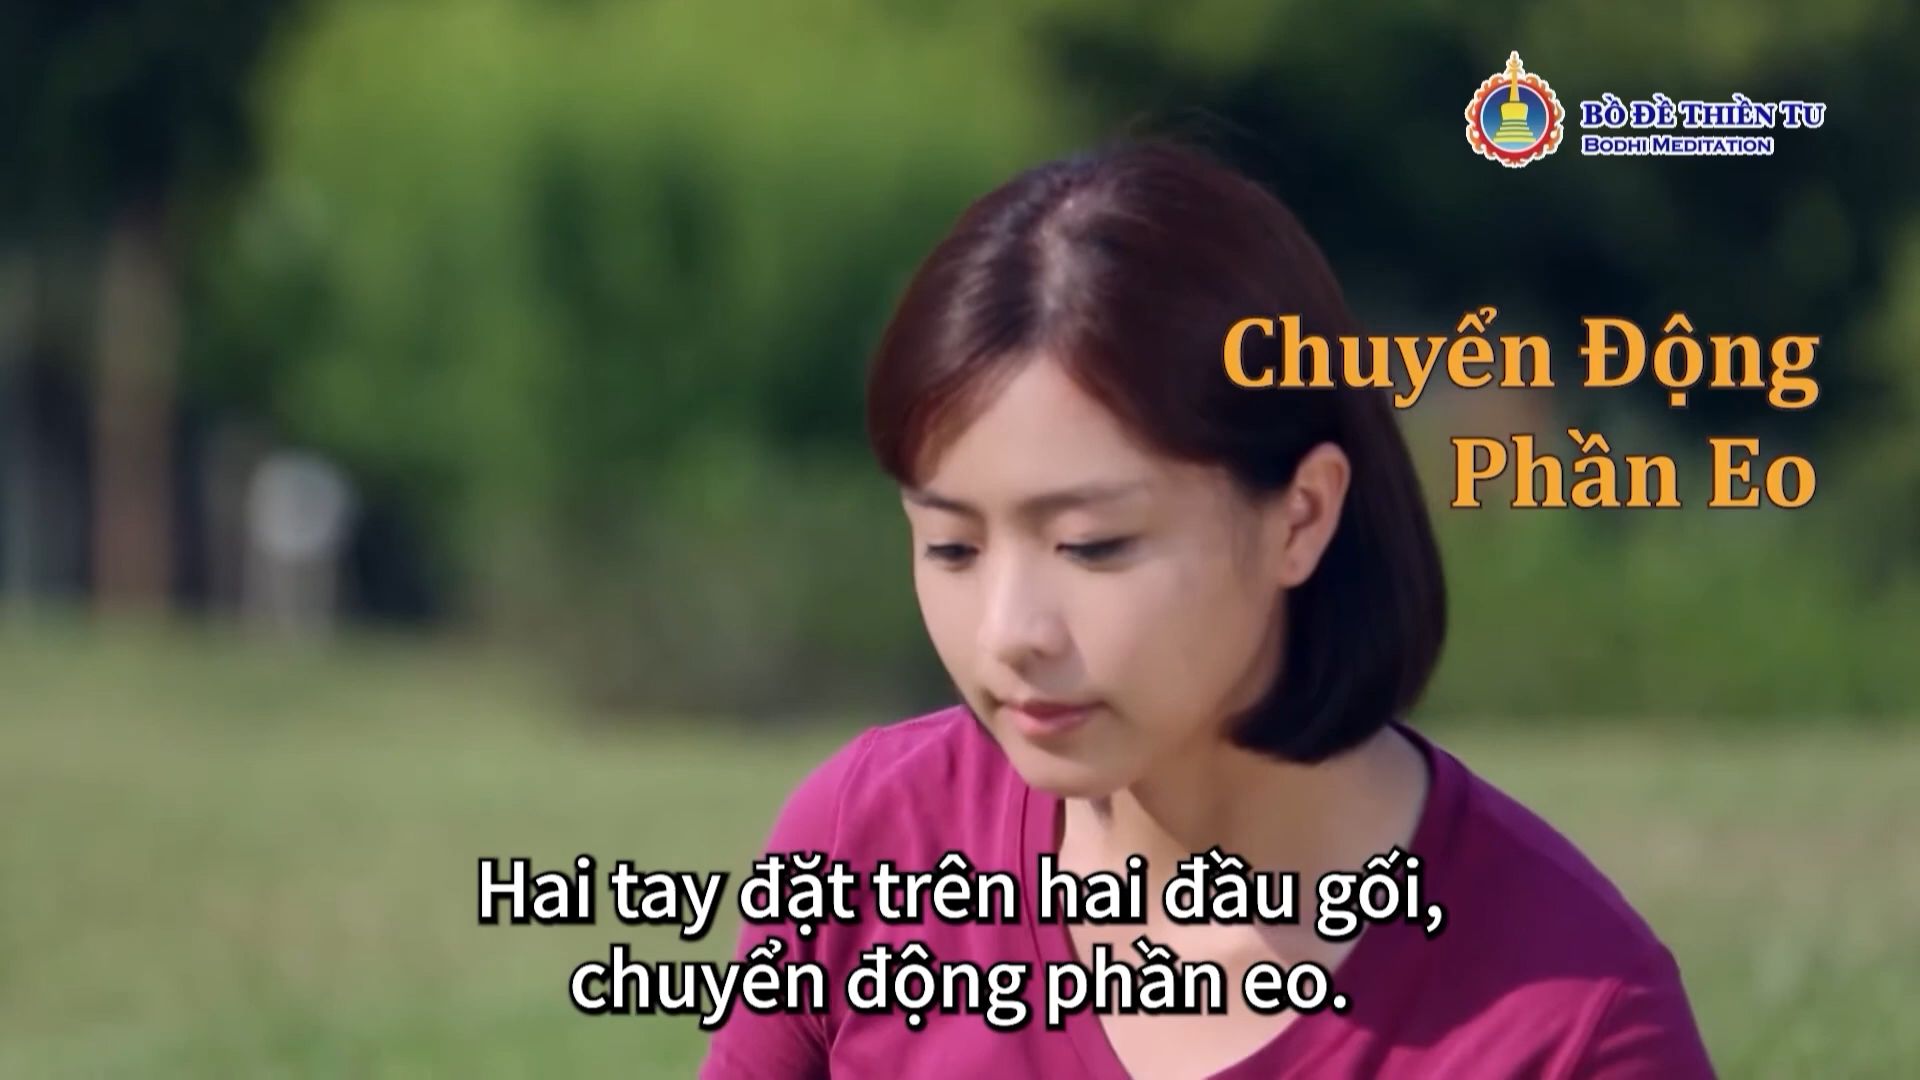 BỒ ĐỀ THIỀN TU
BODHI MEDITATION
Chuyển Động
Phần Eo
Hai tay đặt trên hai đầu gối,
chuyển động phần eo.